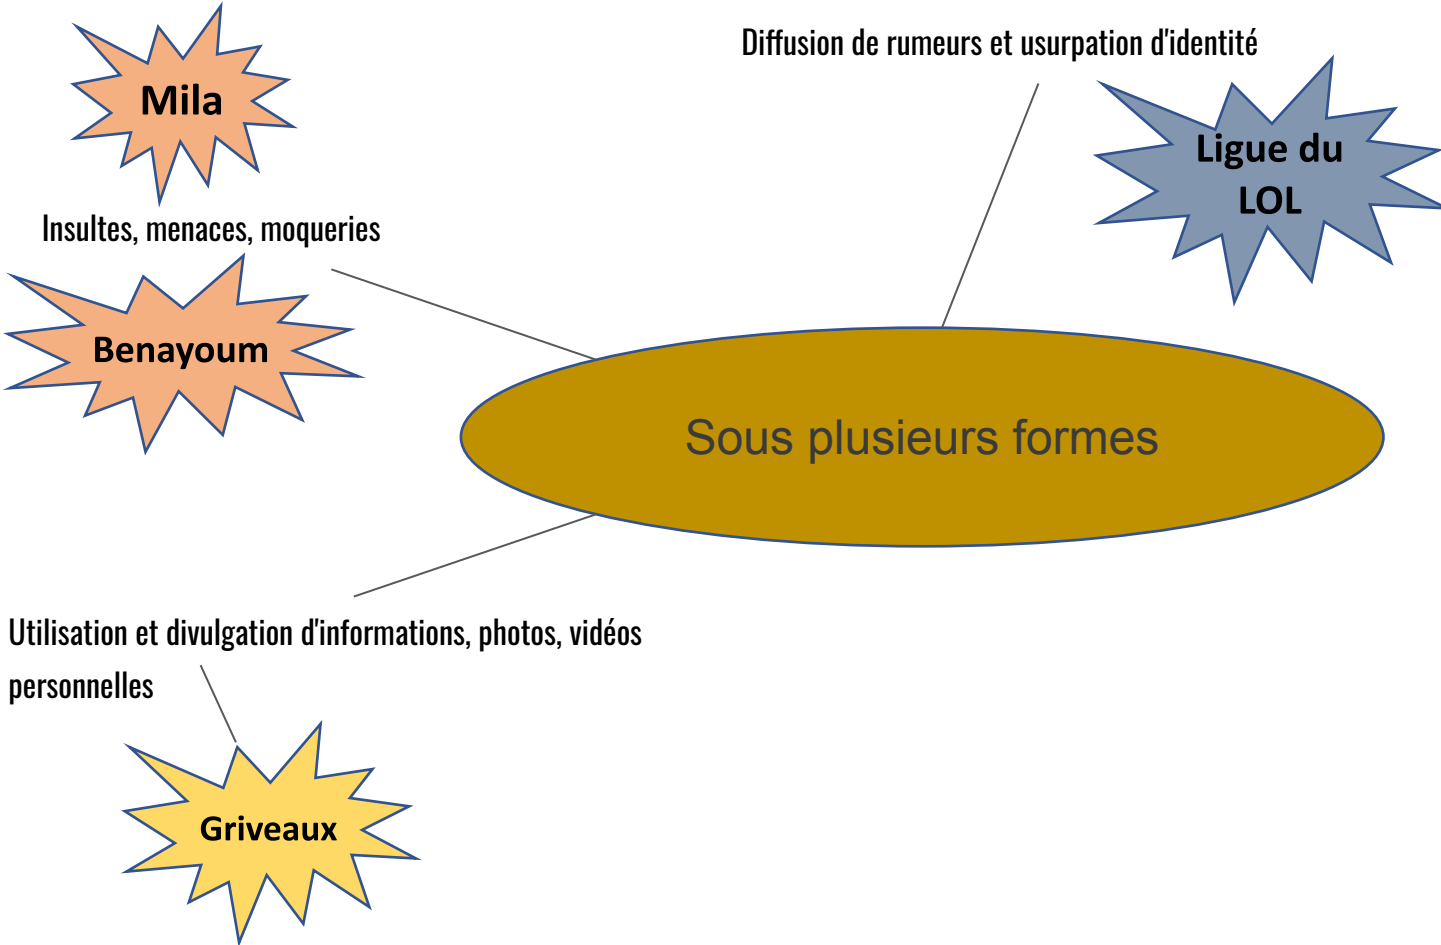 Mila
Insultes, menaces, moqueries
Benayoum
Diffusion de rumeurs et usurpation d'identité
Ligue du
LOL
Sous plusieurs formes
Utilisation et divulgation d'informations, photos, vidéos
personnelles
Griveaux